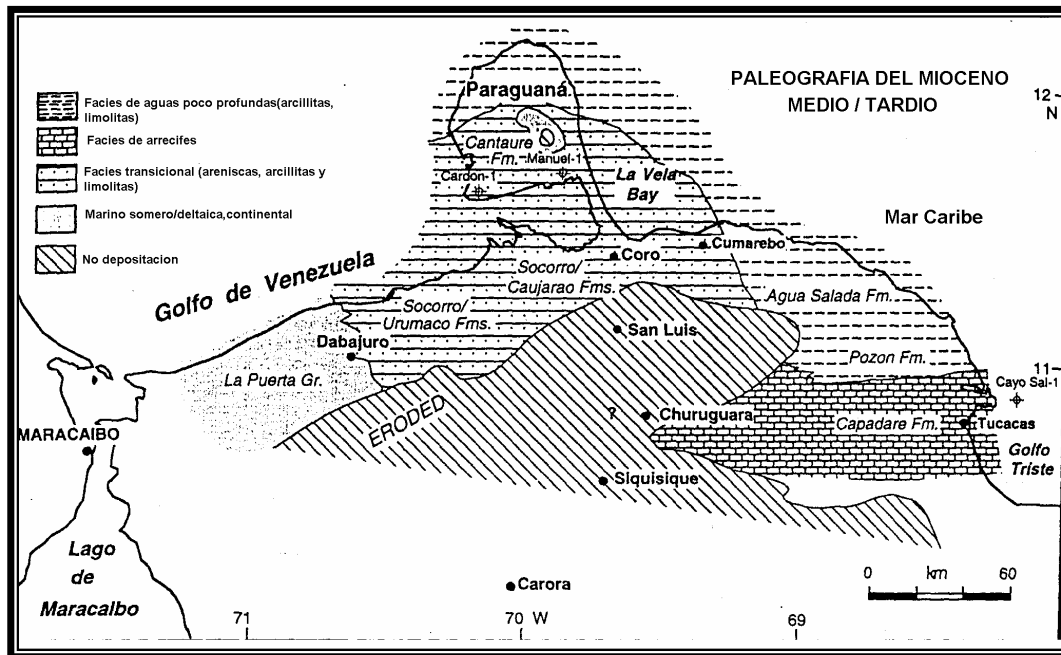 PALEOGRAFIA DEL MIOCENO
MEDIO / TARDIO
Facies de aguas poco profundas(arcillitas,
limolitas)
Facies de arrecifes
Facies transicional (areniscas, arcillitas y
limolitas)
Marino somero/deltaica,continental
No depositacion
12
N
Paraguaná
Cantaure
Fm.
Manuel-1
Cardon-1
La Vela
Bay
Mar Caribe
Cumarebo
Coro
Golfo de Venezuela
Socorro/
Caujarao Fms.
Agua Salada Fm.
Socorro/
Urumaco Fms.
San Luis
Dabajuro
Pozon Fm.
11
La Puerta Gr.
Cayo Sal-1
ERODED
?
Churuguara
Capadare Fm.
Tucacas
MARACAIBO
Golfo
Triste
Siquisique
Lago
de
Maracalbo
Carora
0 km 60
71
70 W
69